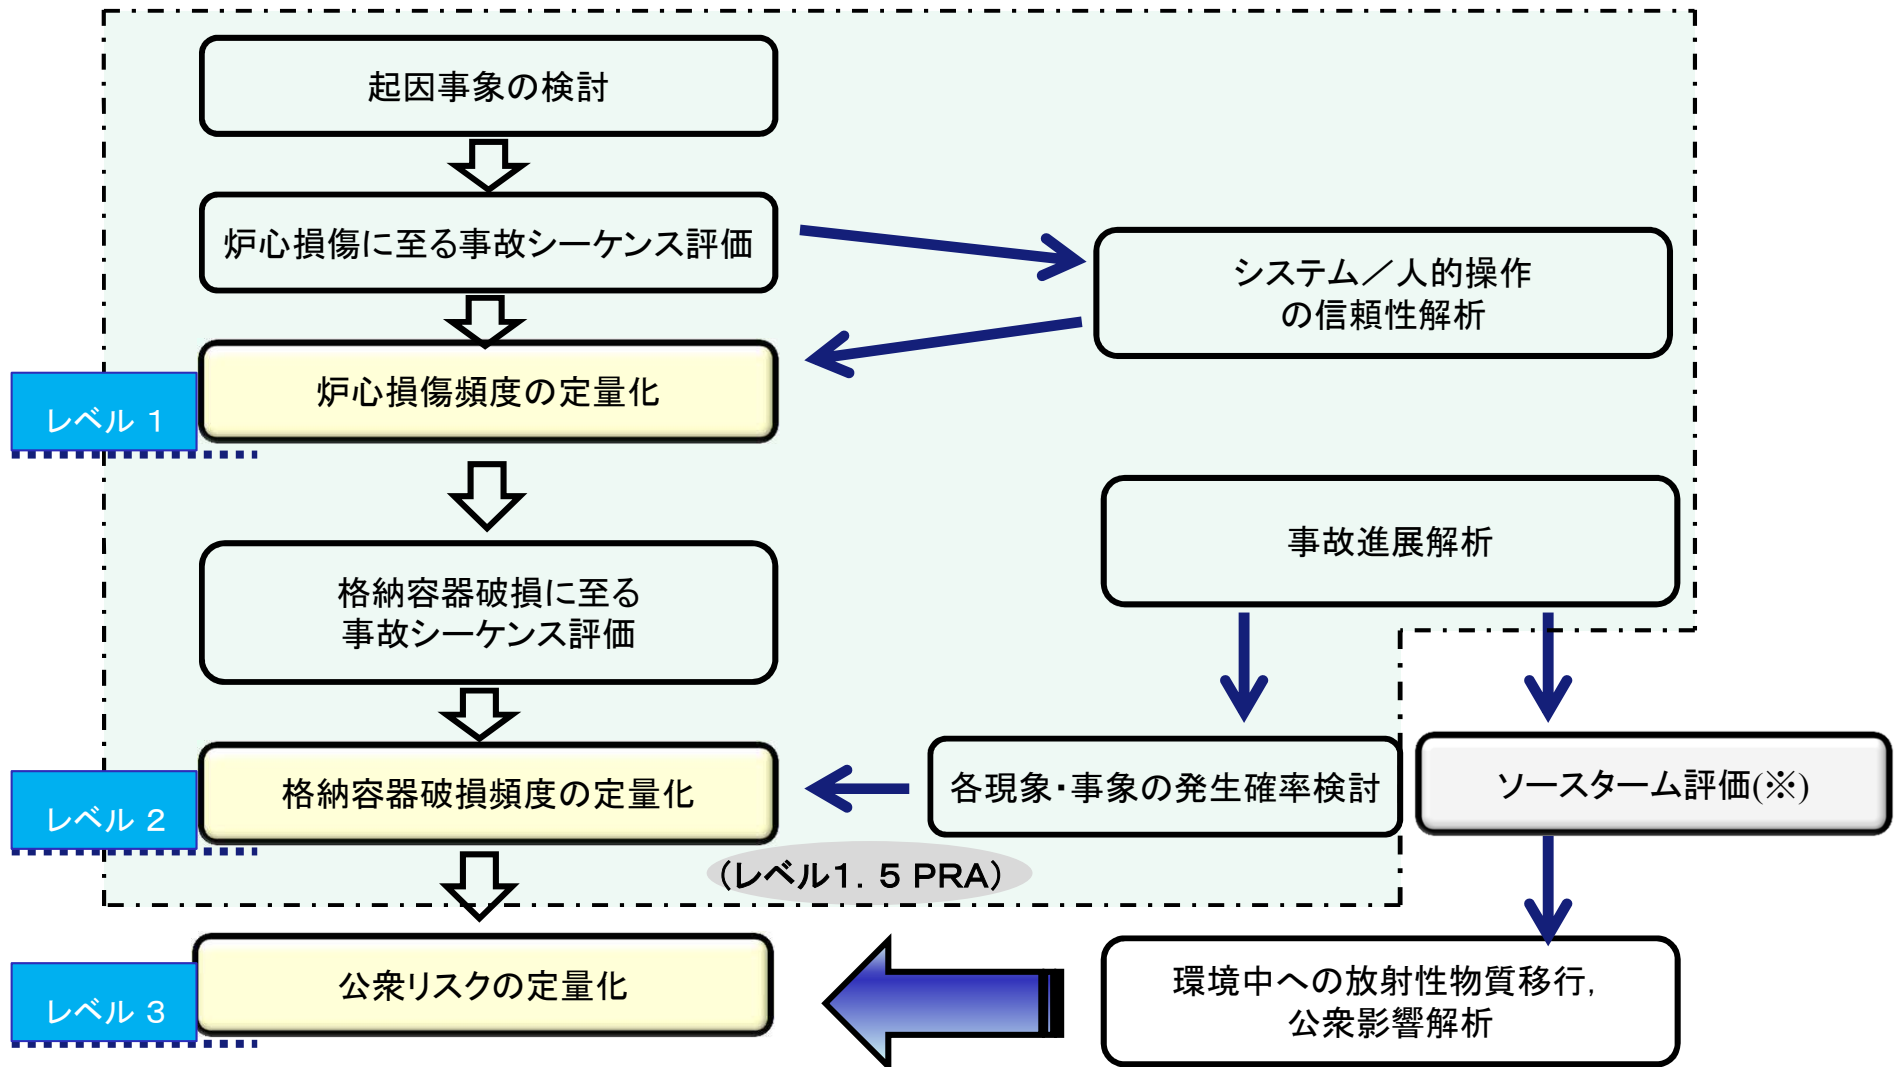 起因事象の検討
炉心損傷に至る事故シーケンス評価
システム／人的操作
の信頼性解析
炉心損傷頻度の定量化
レベル 1
事故進展解析
格納容器破損に至る
事故シーケンス評価
格納容器破損頻度の定量化
各現象・事象の発生確率検討
ソースターム評価(※)
レベル 2
(レベル1．5 PRA)
公衆リスクの定量化
レベル 3
環境中への放射性物質移行,
公衆影響解析